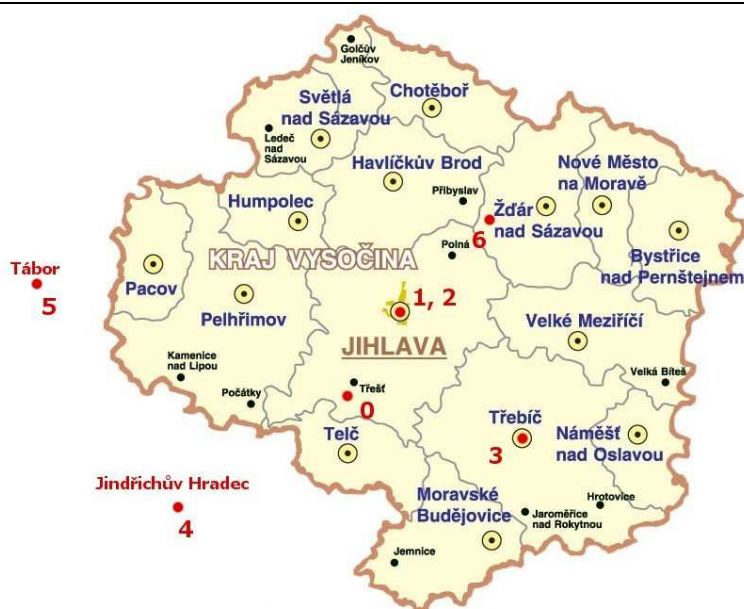 Golčův
Jeníkov
Chotěboř
Světlá
nad Sázavou
Ledeč
nad
Sázavou
Havlíčkův Brod
Nové Město
na Moravě
Přibyslav
Humpolec
Žďár
nad Sázavou
6
Polná
Bystřice
nad Pernštejnem
KRAJ VYSOČINA
Tábor
5
Pacov
Pelhřimov
1, 2
Velké Meziříčí
JIHLAVA
Kamenice
nad Lipou
Velká Bíteš
Třešť
Počátky
0
Třebíč
3
Náměšť
nad Oslavou
Telč
Jindřichův Hradec
4
Moravské
Budějovice
Hrotovice
Jaroměřice
nad Rokytnou
Jemnice